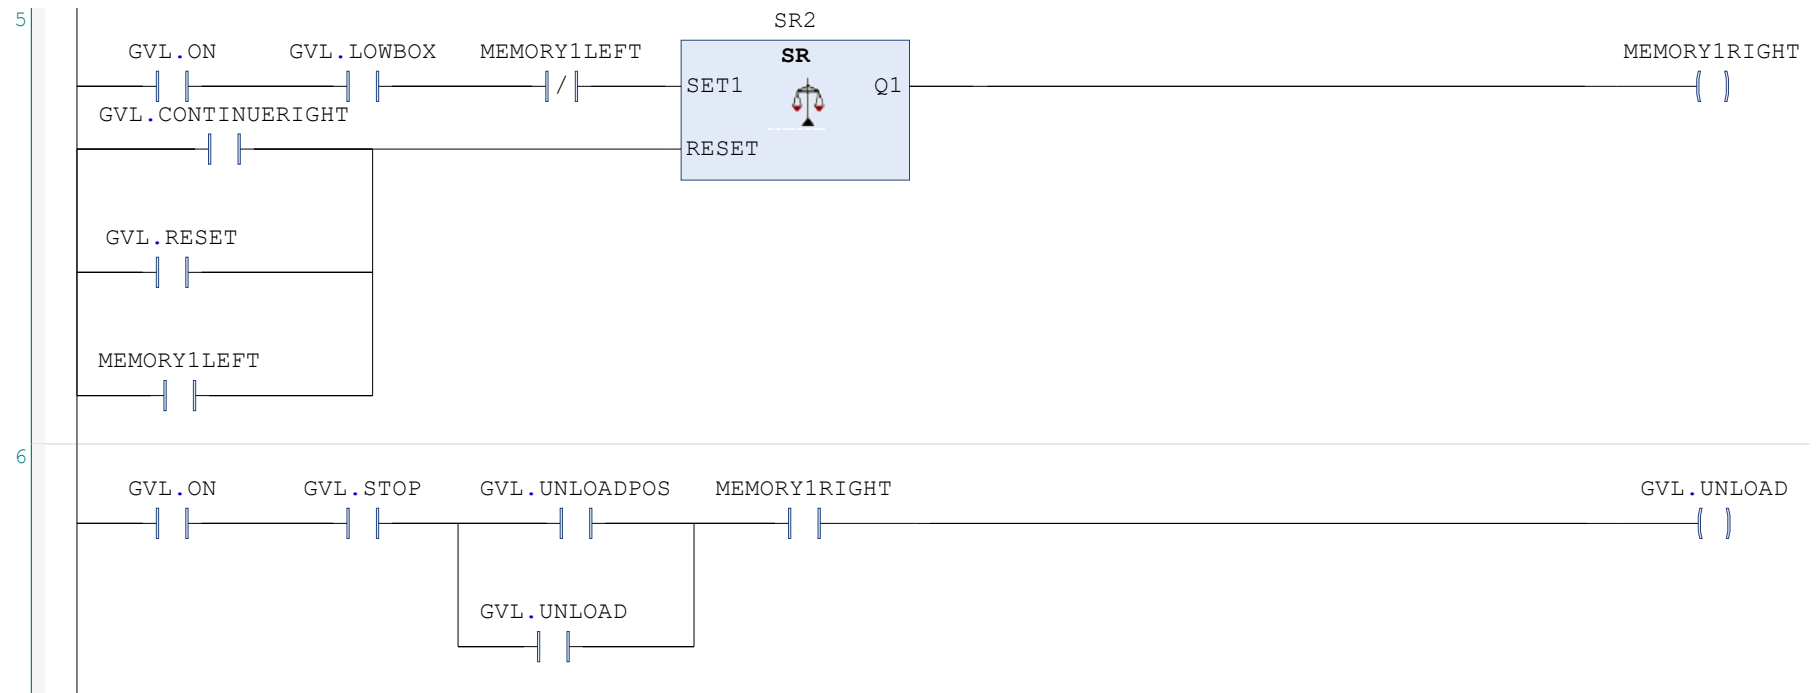 5
SR2
GVL.ON GVL.LOWBOX MEMORY1LEFT SR MEMORY1RIGHT
/ SET1 Q1
GVL.CONTINUERIGHT
RESET
GVL.RESET
MEMORY1LEFT
6
GVL.ON GVL.STOP GVL.UNLOADPOS MEMORY1RIGHT GVL.UNLOAD
GVL.UNLOAD